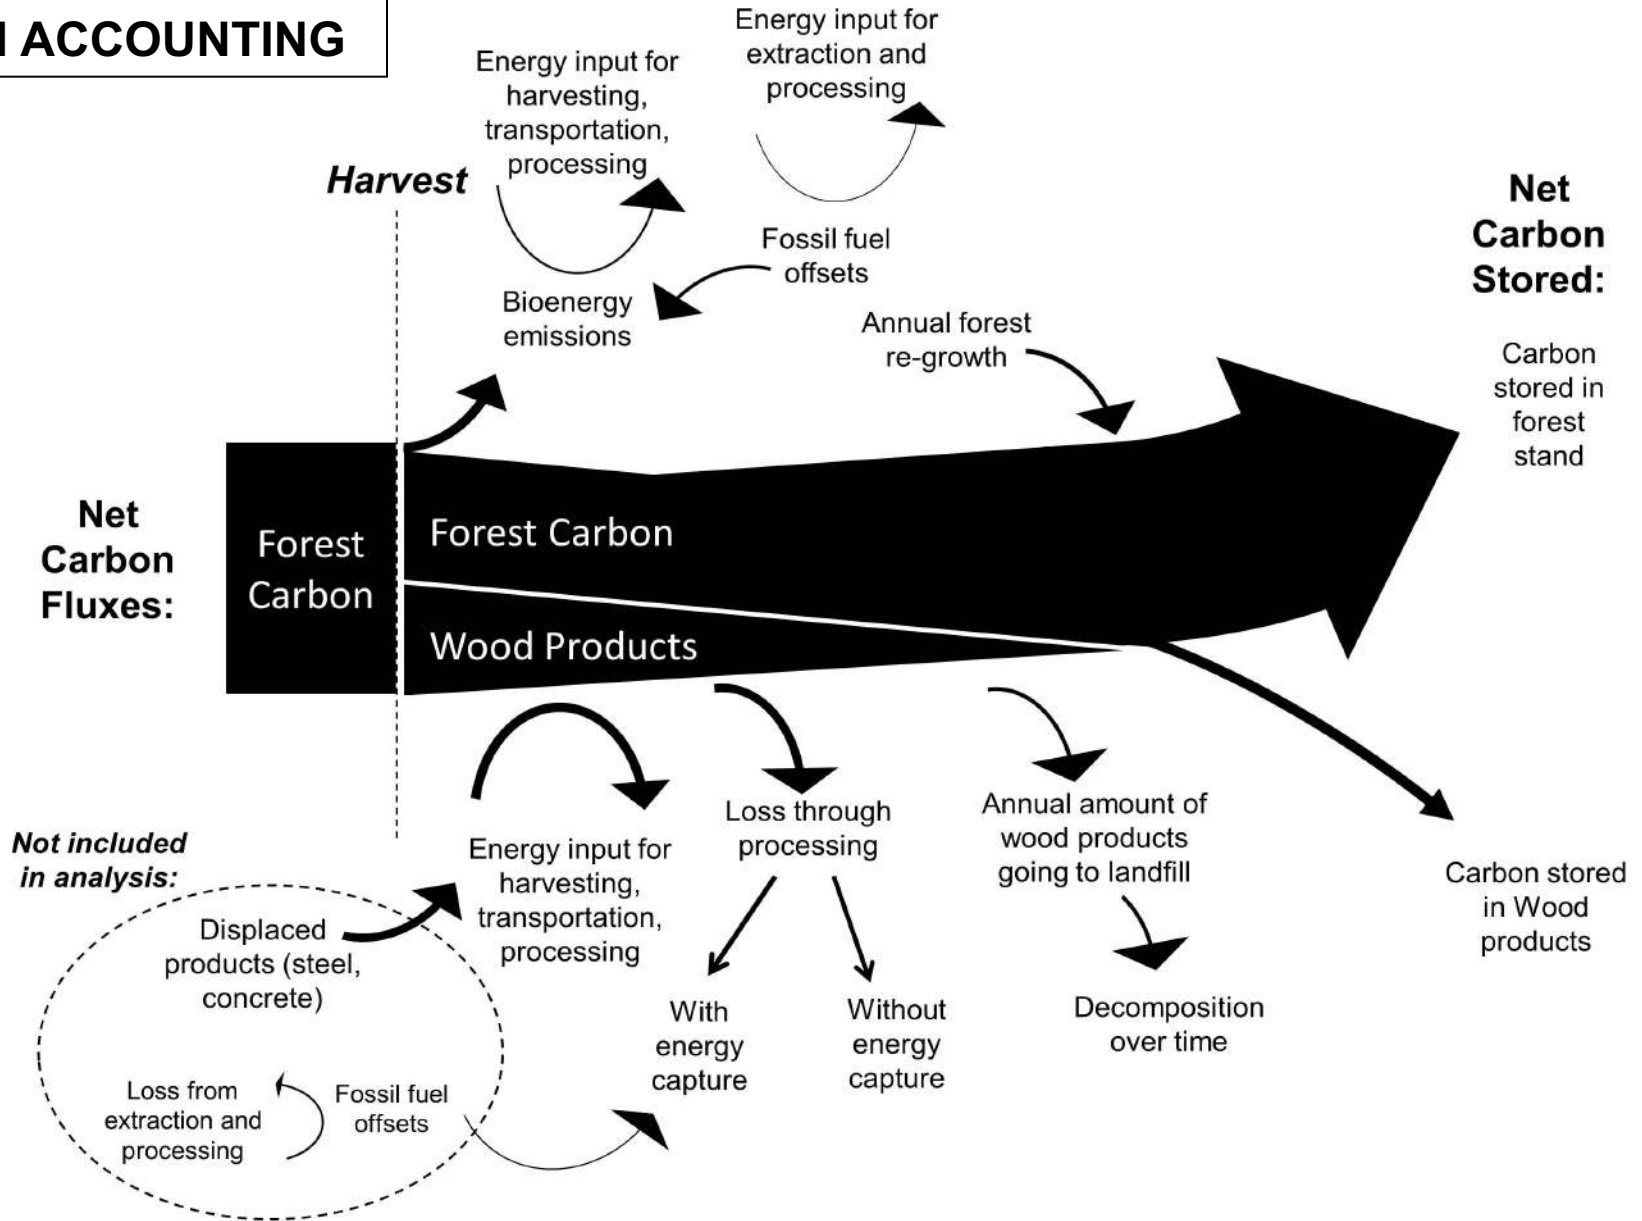 ACCOUNTING
Energy input for
harvesting,
transportation,
processing
Energy input for
extraction and
processing
Harvest
Fossil fuel
offsets
Bioenergy
emissions
Annual forest
re-growth
Net
Carbon
Stored:
Carbon
stored in
forest
stand
Net
Carbon
Fluxes:
Forest
Carbon
Forest Carbon
Wood Products
Not included
in analysis:
Displaced
products (steel,
concrete)
Loss from
extraction and
processing
Fossil fuel
offsets
Energy input for
harvesting,
transportation,
processing
Loss through
processing
With
energy
capture
Without
energy
capture
Annual amount of
wood products
going to landfill
Decomposition
over time
Carbon stored
in Wood
products